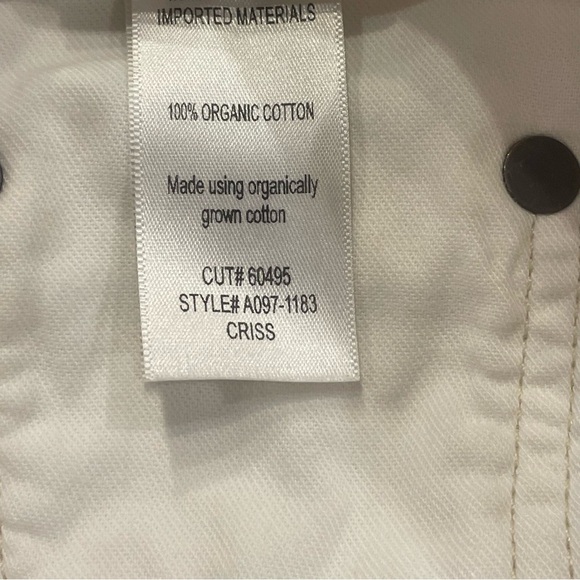 IMPORTED MATERIALS
100% ORGANIC COTTON
Made using organically
grown cotton
CUT# 60495
STYLE# A097-1183
CRISS